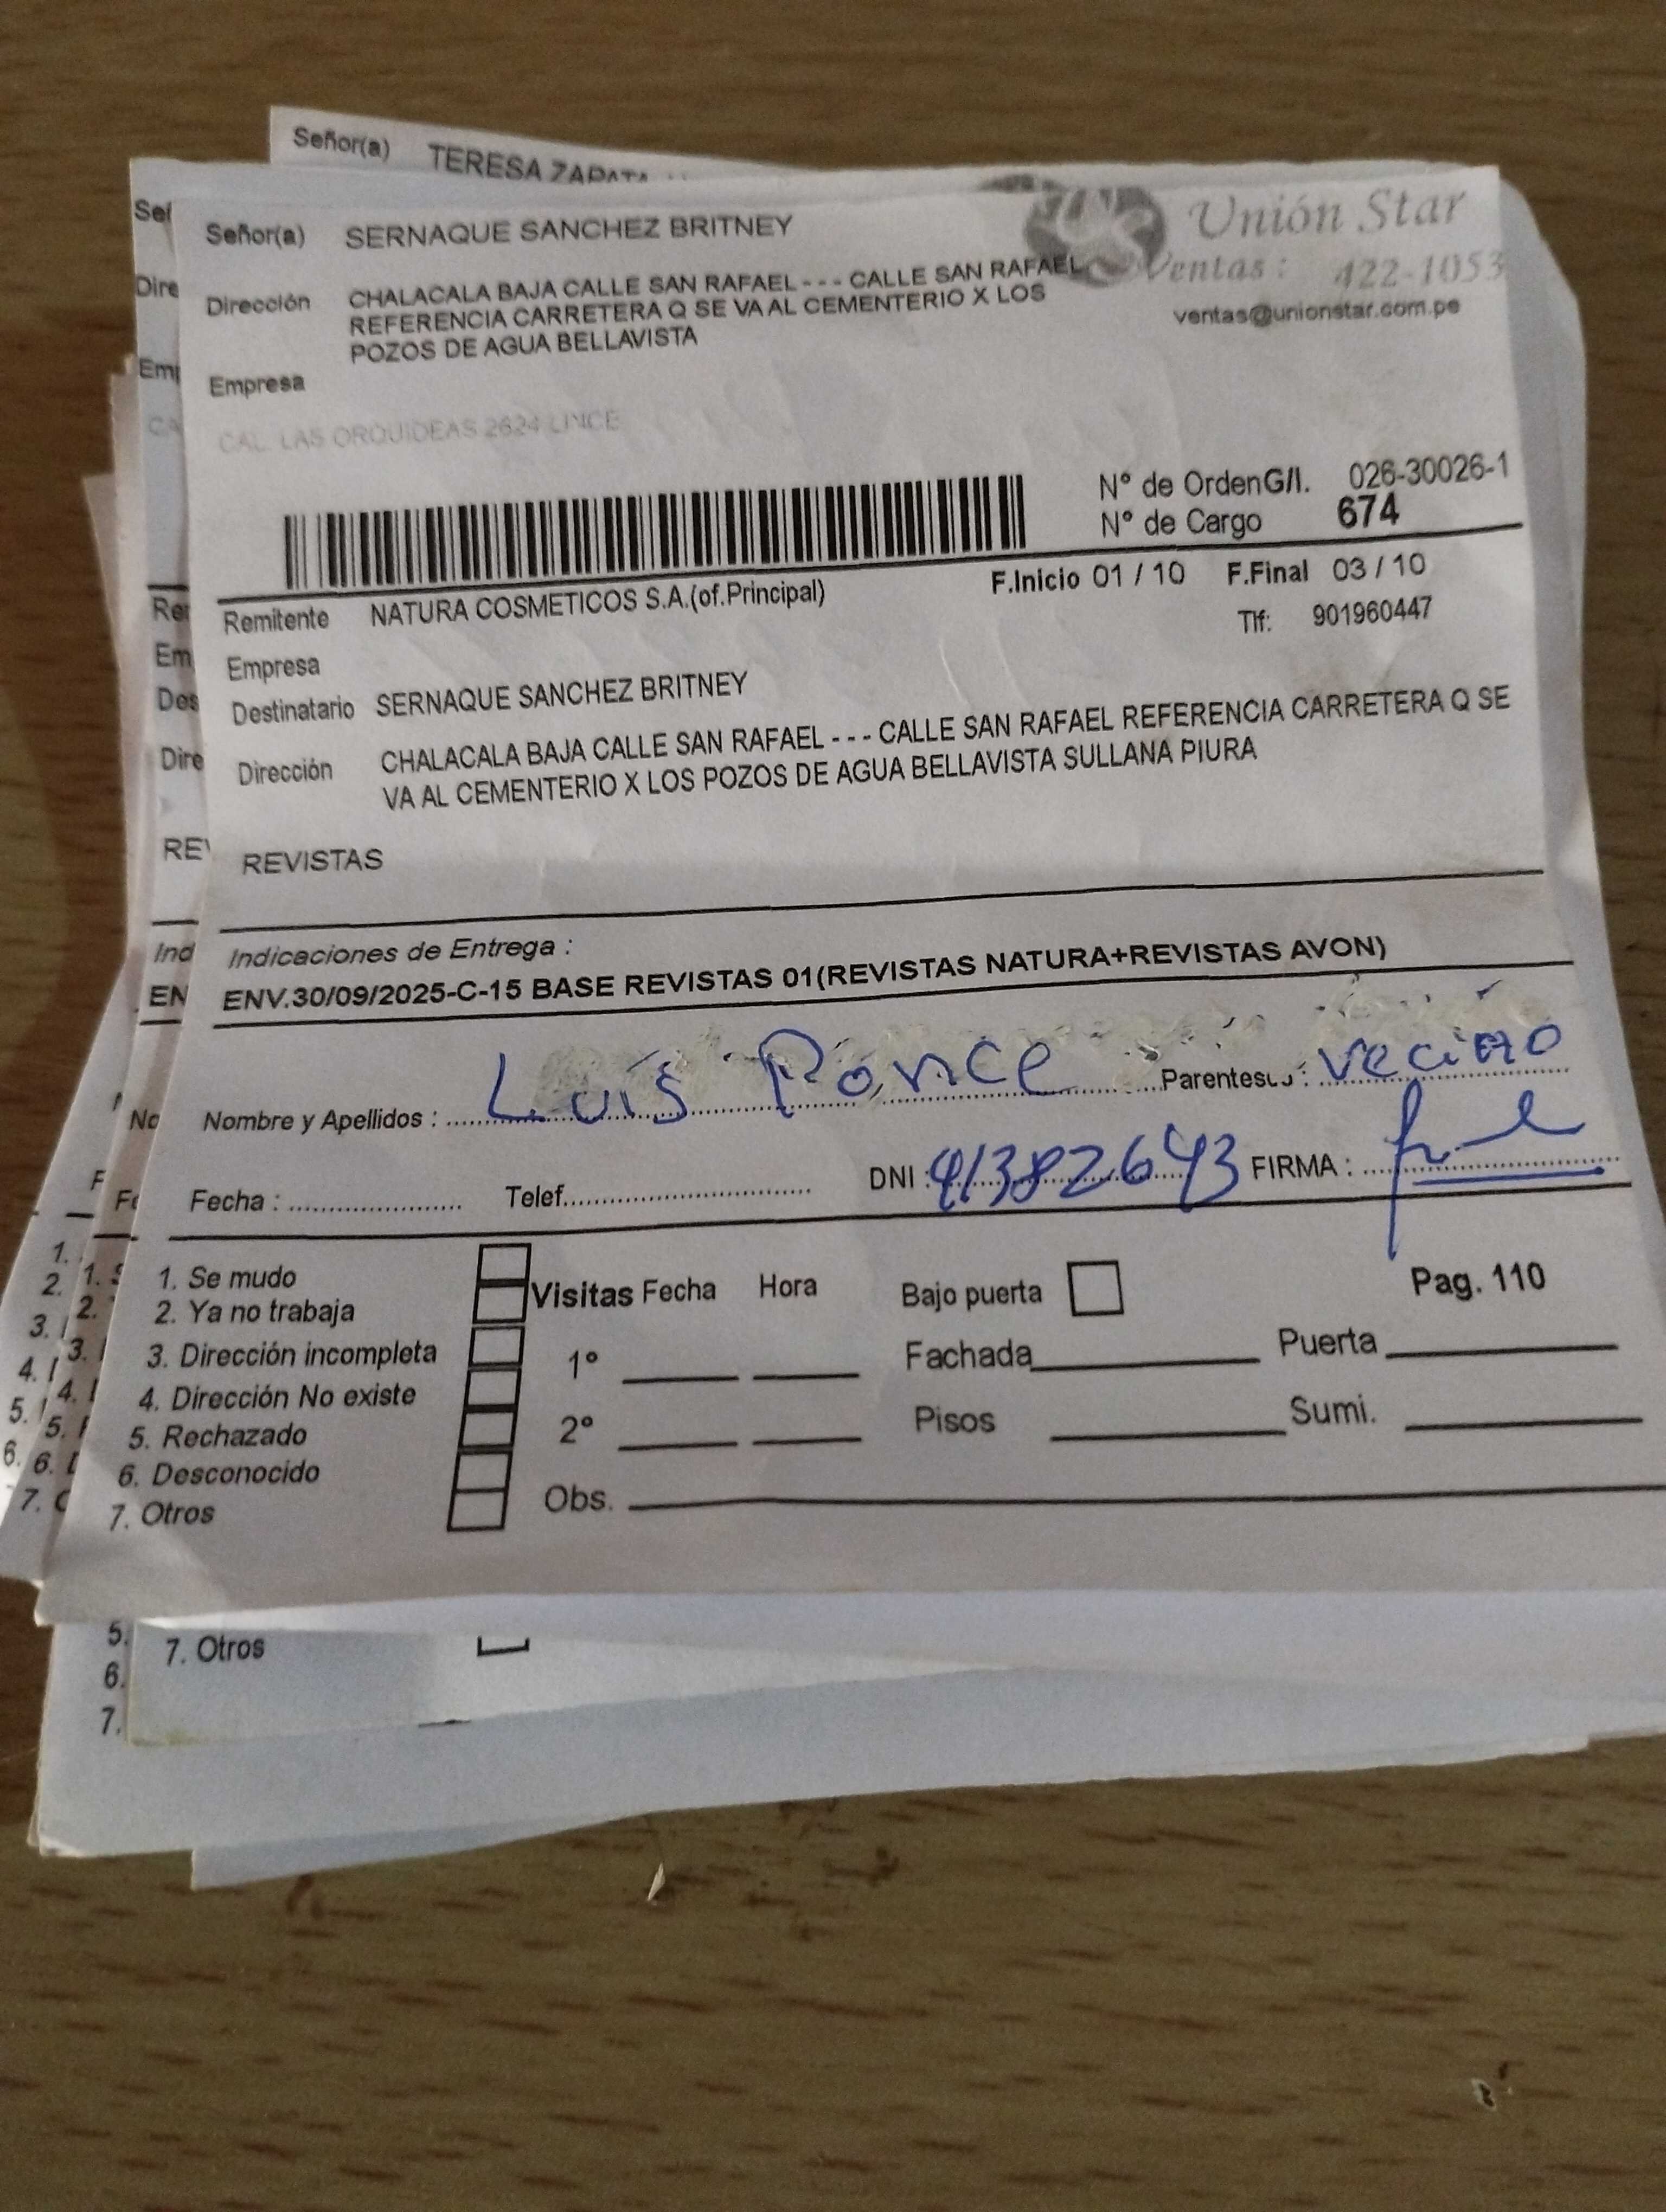 Señor(a) TERESA ZAPATA
Señor(a) SERNAQUE SANCHEZ BRITNEY
Unión Star
Ventas: 422-1053
ventas@unionstar.com.pe
Dirección CHALACALA BAJA CALLE SAN RAFAEL - - - CALLE SAN RAFAEL
REFERENCIA CARRETERA Q SE VA AL CEMENTERIO X LOS
POZOS DE AGUA BELLAVISTA
Empresa
CAL. LAS ORQUIDEAS 2624 LINCE
Nº de OrdenG/I. 026-30026-1
Nº de Cargo 674
F.Inicio 01 / 10 F.Final 03 / 10
Remitente NATURA COSMETICOS S.A.(of.Principal)
Tlf: 901960447
Empresa
Destinatario SERNAQUE SANCHEZ BRITNEY
Dirección CHALACALA BAJA CALLE SAN RAFAEL - - - CALLE SAN RAFAEL REFERENCIA CARRETERA Q SE
VA AL CEMENTERIO X LOS POZOS DE AGUA BELLAVISTA SULLANA PIURA
REVISTAS
Indicaciones de Entrega :
ENV.30/09/2025-C-15 BASE REVISTAS 01(REVISTAS NATURA+REVISTAS AVON)
Nombre y Apellidos : Luis Ponce Parentesco : vecino
Fecha : Telef. DNI : 41382643 FIRMA :
1. Se mudo
2. Ya no trabaja
3. Dirección incompleta
4. Dirección No existe
5. Rechazado
6. Desconocido
7. Otros
Visitas Fecha Hora
1º
2º
Obs.
Bajo puerta
Pag. 110
Fachada Puerta
Pisos Sumi.
7. Otros